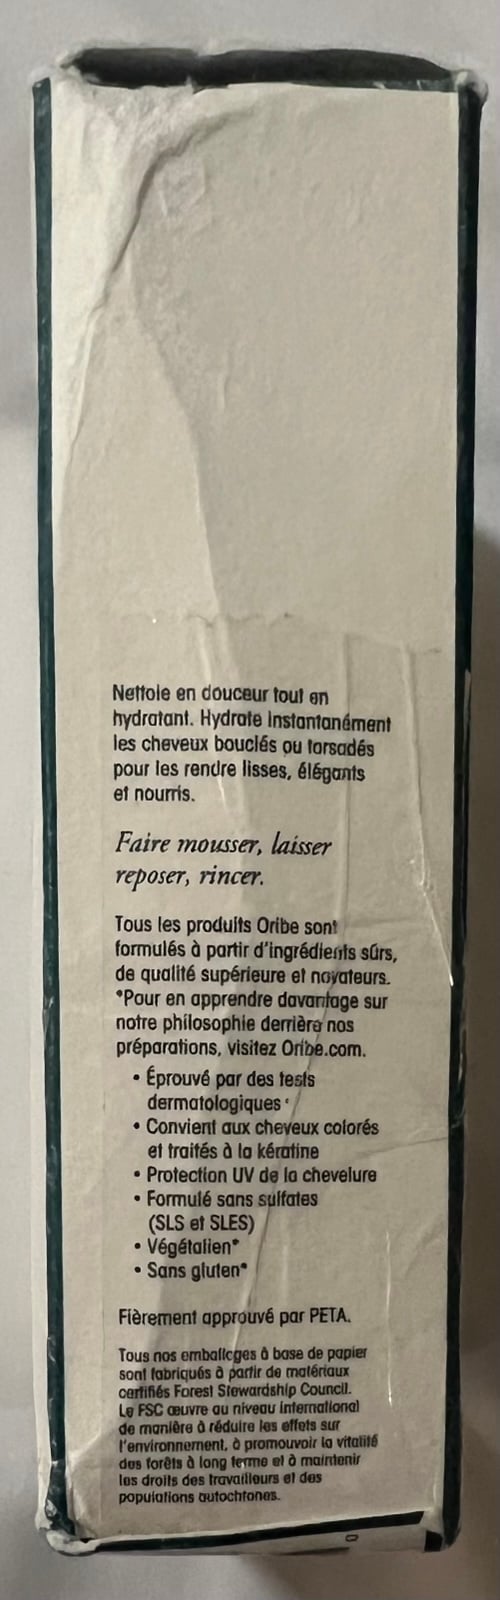 Nettoie en douceur tout en
hydratant. Hydrate instantanément
les cheveux bouclés ou torsadés
pour les rendre lisses, élégants
et nourris.
Faire mousser, laisser
reposer, rincer.
Tous les produits Oribe sont
formulés à partir d'ingrédients sûrs,
de qualité supérieure et novateurs.
*Pour en apprendre davantage sur
notre philosophie derrière nos
préparations, visitez Oribe.com.
• Éprouvé par des tests
dermatologiques
• Convient aux cheveux colorés
et traités à la kératine
• Protection UV de la chevelure
• Formulé sans sulfates
(SLS et SLES)
• Végétalien*
• Sans gluten*
Fièrement approuvé par PETA.
Tous nos emballages à base de papier
sont fabriqués à partir de matériaux
certifiés Forest Stewardship Council.
Le FSC œuvre au niveau international
de manière à réduire les effets sur
l'environnement, à promouvoir la vitalité
des forêts à long terme et à maintenir
les droits des travailleurs et des
populations autochtones.